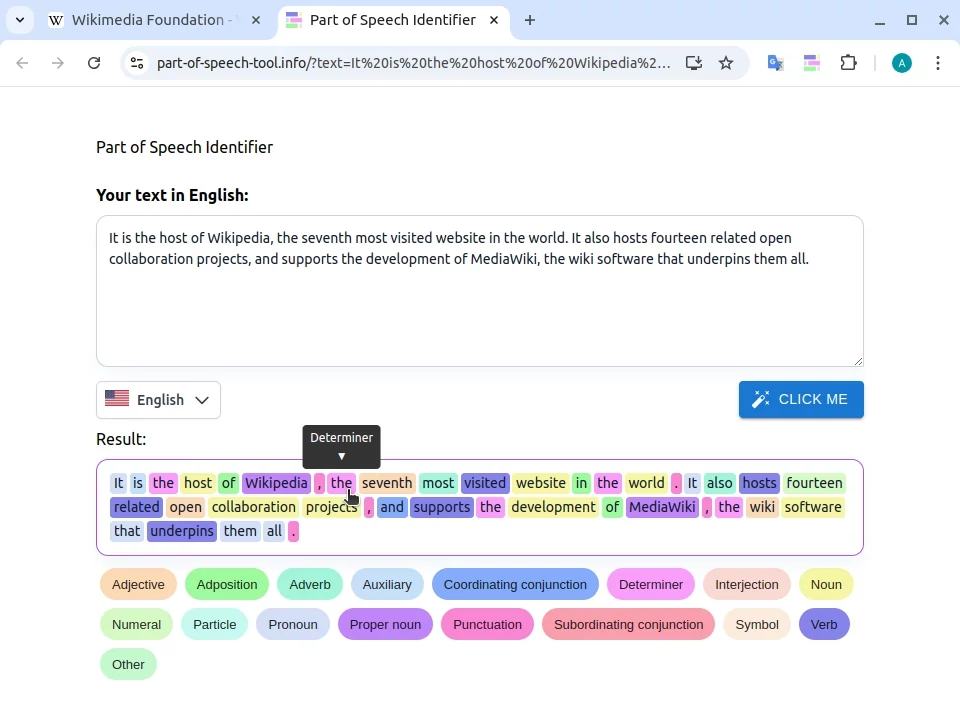 Wikimedia Foundation -
Part of Speech Identifier
part-of-speech-tool.info/?text=It%20is%20the%20host%20of%20Wikipedia%2...
A
Part of Speech Identifier
Your text in English:
It is the host of Wikipedia, the seventh most visited website in the world. It also hosts fourteen related open
collaboration projects, and supports the development of MediaWiki, the wiki software that underpins them all.
English
CLICK ME
Result:
Determiner
▼
It is the host of Wikipedia , the seventh most visited website in the world . It also hosts fourteen
related open collaboration projects , and supports the development of MediaWiki , the wiki software
that underpins them all .
Adjective Adposition Adverb Auxiliary Coordinating conjunction Determiner Interjection Noun
Numeral Particle Pronoun Proper noun Punctuation Subordinating conjunction Symbol Verb
Other